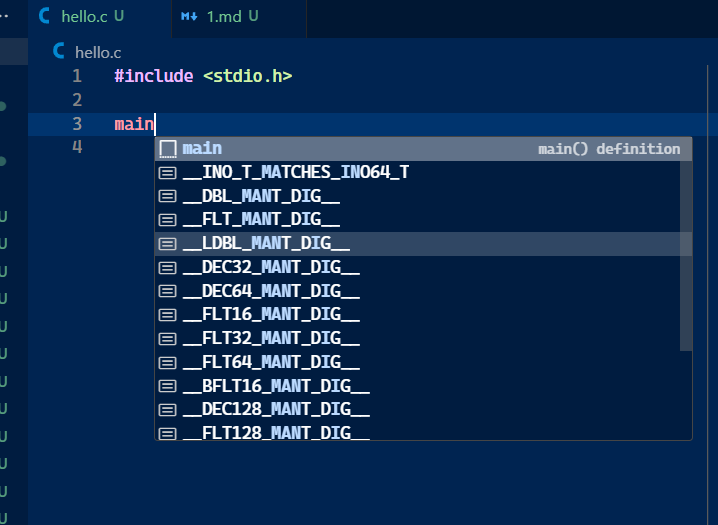 hello.c U 1.md U
hello.c
1 #include <stdio.h>
2
3 main
4
main main() definition
__INO_T_MATCHES_INO64_T
__DBL_MANT_DIG__
__FLT_MANT_DIG__
__LDBL_MANT_DIG__
__DEC32_MANT_DIG__
__DEC64_MANT_DIG__
__FLT16_MANT_DIG__
__FLT32_MANT_DIG__
__FLT64_MANT_DIG__
__BFLT16_MANT_DIG__
__DEC128_MANT_DIG__
__FLT128_MANT_DIG__
U
U
U
U
U
U
U
U
U
U
U
U